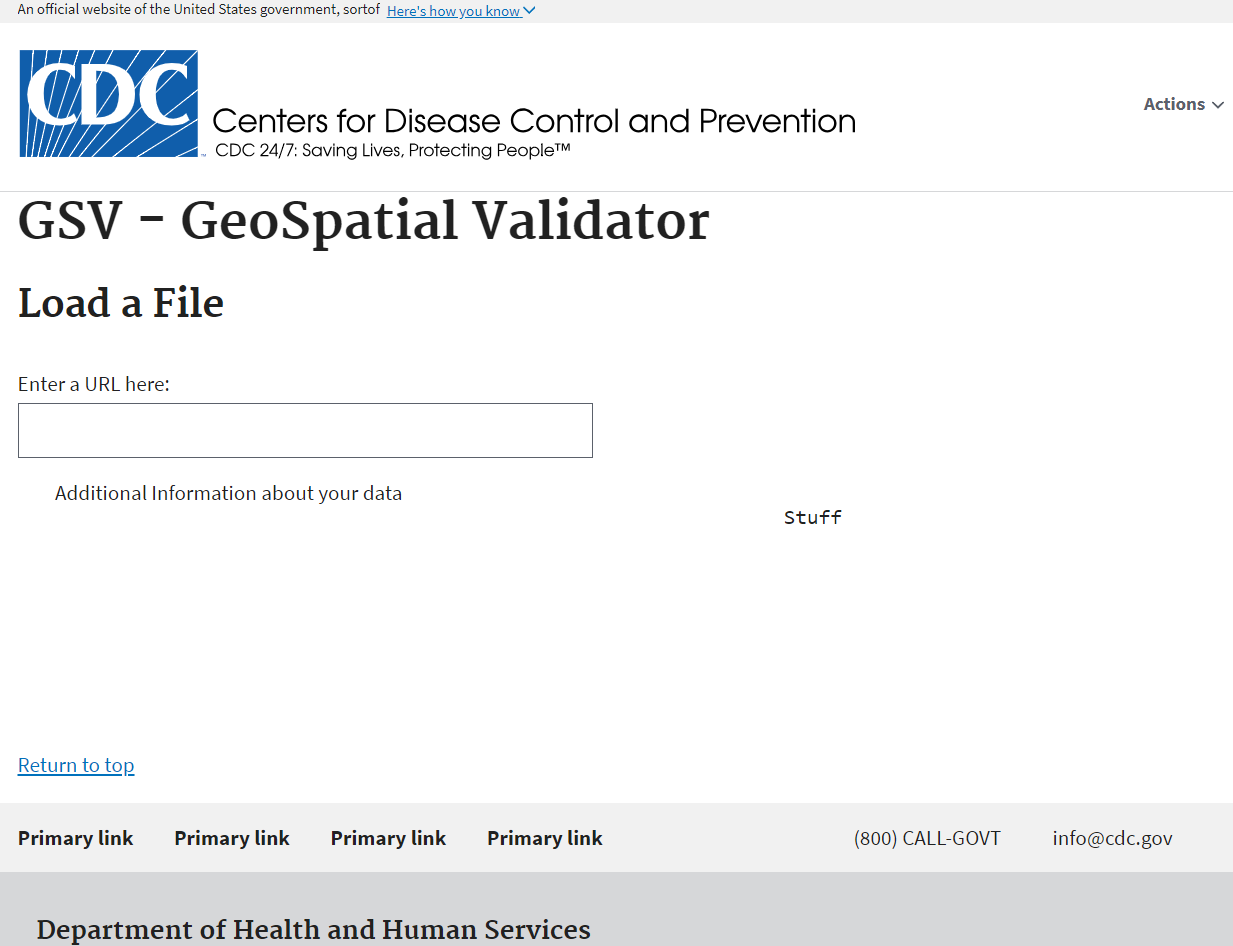 An official website of the United States government, sortof Here's how you know
CDC
Centers for Disease Control and Prevention
CDC 24/7: Saving Lives, Protecting People™
Actions
GSV - GeoSpatial Validator
Load a File
Enter a URL here:
Additional Information about your data
Stuff
Return to top
Primary link Primary link Primary link Primary link (800) CALL-GOVT info@cdc.gov
Department of Health and Human Services